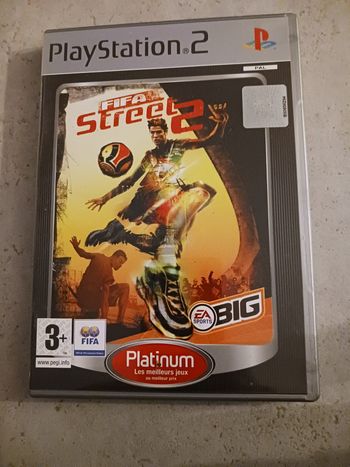 PlayStation®2
PAL
FIFA
Street 2
EA
SPORTS
BIG
3+
www.pegi.info
FIFA
Platinum
Les meilleurs jeux
au meilleur prix